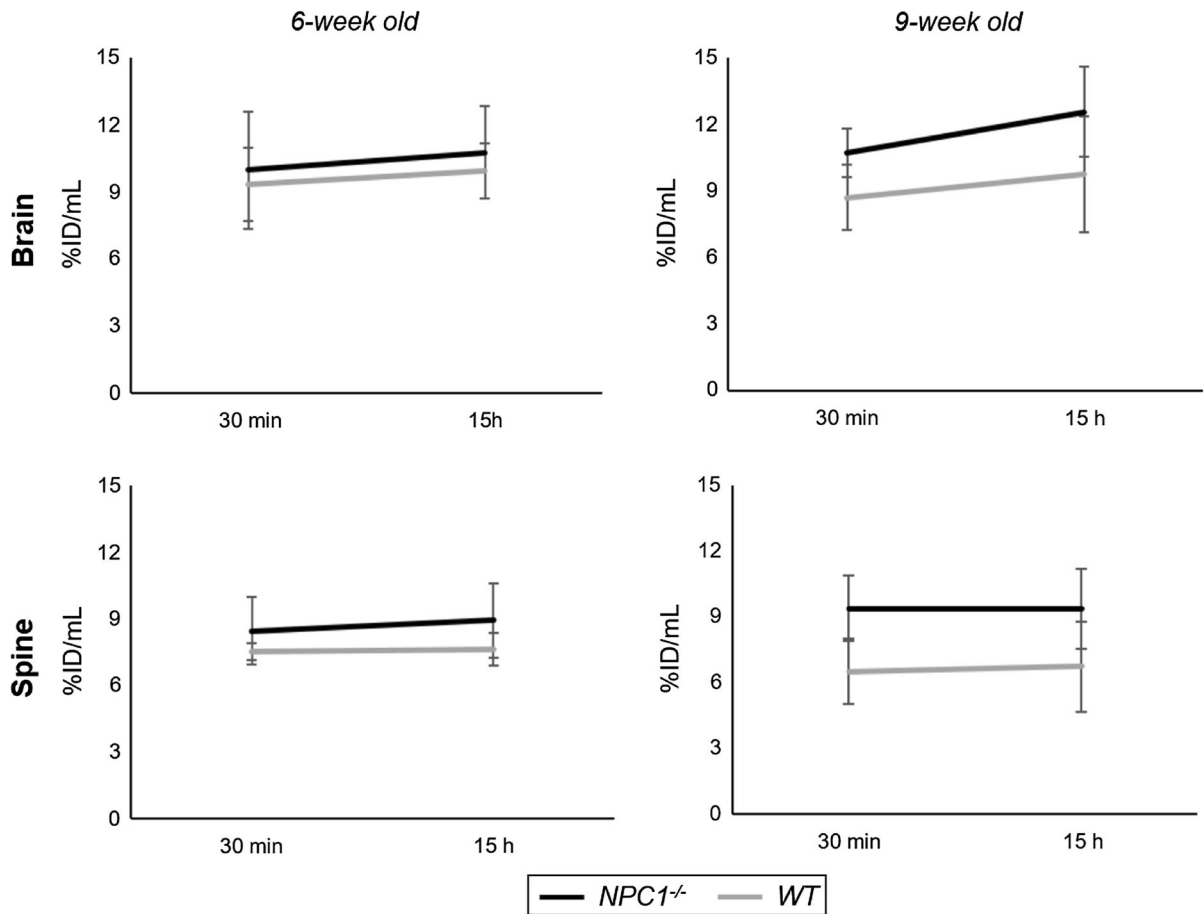 6-week old
9-week old
Brain
%ID/mL
15
12
9
6
3
0
30 min
15h
%ID/mL
15
12
9
6
3
0
30 min
15 h
Spine
%ID/mL
15
12
9
6
3
0
30 min
15 h
%ID/mL
15
12
9
6
3
0
30 min
15 h
NPC1-/- WT